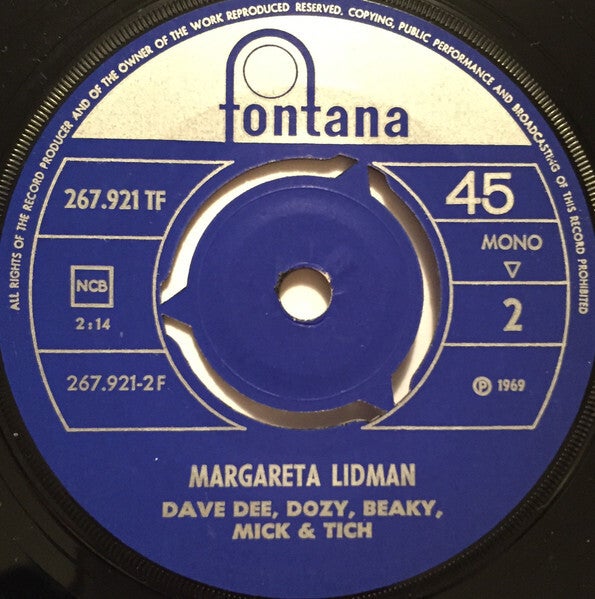 ALL RIGHTS OF THE RECORD PRODUCER AND OF THE OWNER OF THE WORK REPRODUCED RESERVED. COPYING, PUBLIC PERFORMANCE AND BROADCASTING OF THIS RECORD PROHIBITED
fontana
267.921 TF
45
NCB
MONO
2:14
2
267.921-2F
Ⓟ 1969
MARGARETA LIDMAN
DAVE DEE, DOZY, BEAKY,
MICK & TICH